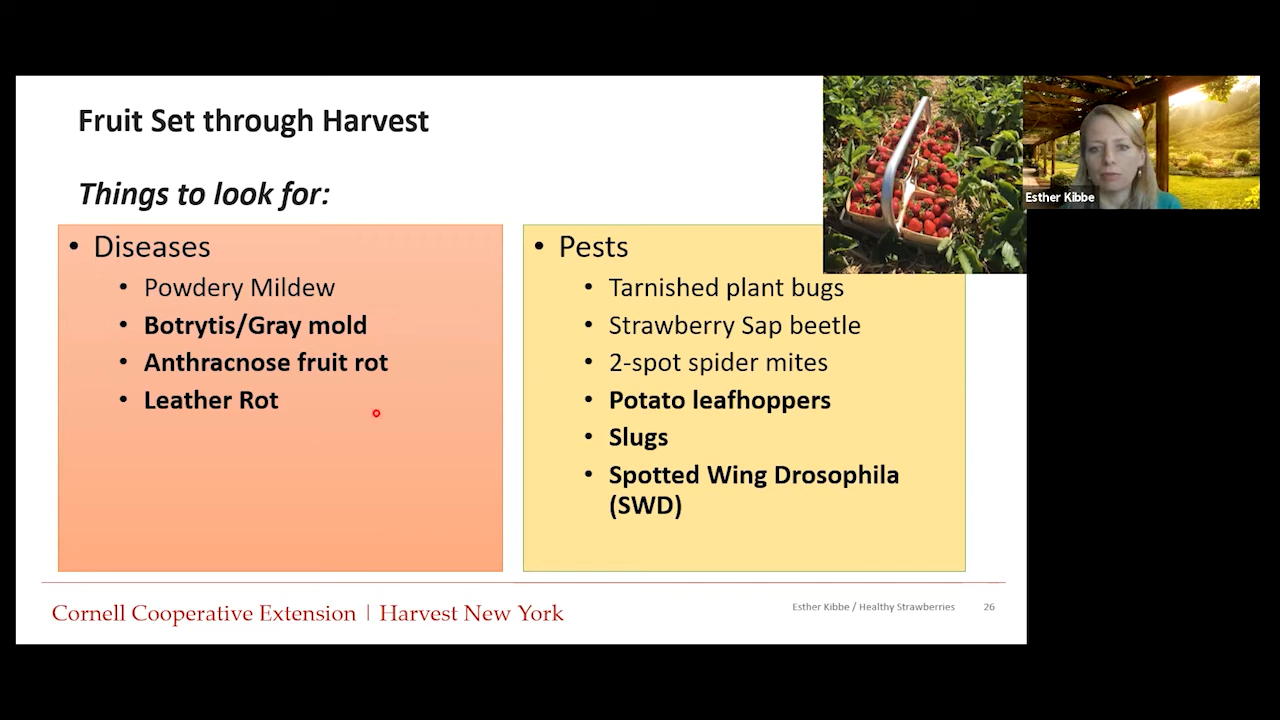 Fruit Set through Harvest
Things to look for:
• Diseases
• Powdery Mildew
• Botrytis/Gray mold
• Anthracnose fruit rot
• Leather Rot
• Pests
• Tarnished plant bugs
• Strawberry Sap beetle
• 2-spot spider mites
• Potato leafhoppers
• Slugs
• Spotted Wing Drosophila
(SWD)
Cornell Cooperative Extension | Harvest New York
Esther Kibbe / Healthy Strawberries
26
Esther Kibbe